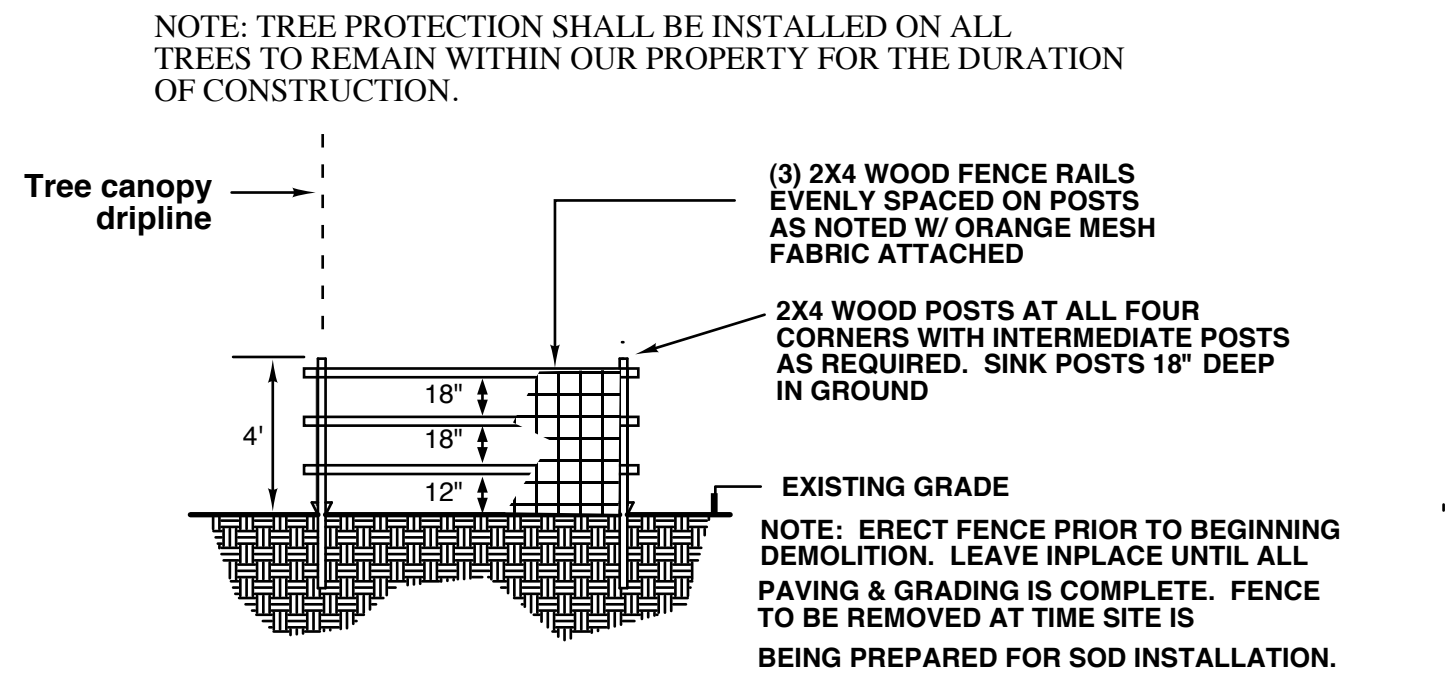 NOTE: TREE PROTECTION SHALL BE INSTALLED ON ALL
TREES TO REMAIN WITHIN OUR PROPERTY FOR THE DURATION
OF CONSTRUCTION.
Tree canopy
dripline
(3) 2X4 WOOD FENCE RAILS
EVENLY SPACED ON POSTS
AS NOTED W/ ORANGE MESH
FABRIC ATTACHED
2X4 WOOD POSTS AT ALL FOUR
CORNERS WITH INTERMEDIATE POSTS
AS REQUIRED. SINK POSTS 18" DEEP
IN GROUND
18"
4'
18"
12"
EXISTING GRADE
NOTE: ERECT FENCE PRIOR TO BEGINNING
DEMOLITION. LEAVE INPLACE UNTIL ALL
PAVING & GRADING IS COMPLETE. FENCE
TO BE REMOVED AT TIME SITE IS
BEING PREPARED FOR SOD INSTALLATION.